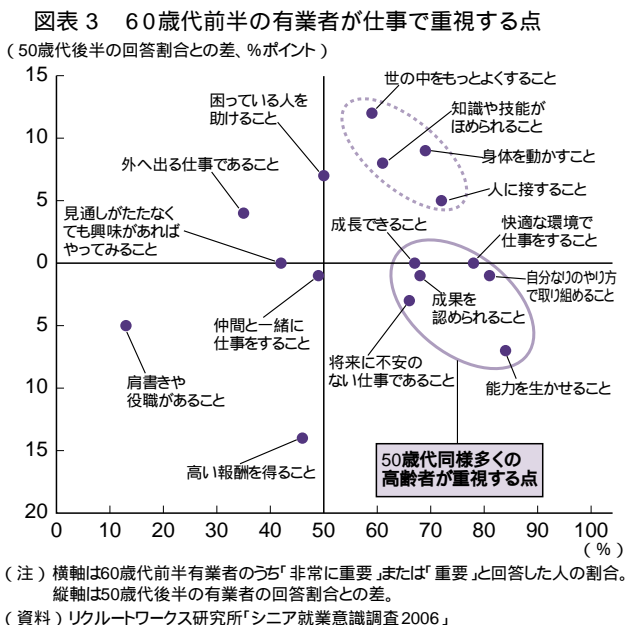 図表3　60歳代前半の有業者が仕事で重視する点
（50歳代後半の回答割合との差、%ポイント）
15
10
5
0
5
10
15
20
0
10
20
30
40
50
60
70
80
90
100
（%）
世の中をもっとよくすること
困っている人を
助けること
知識や技能が
ほめられること
外へ出る仕事であること
身体を動かすこと
人に接すること
見通しがたたなく
ても興味があれば
やってみること
成長できること
快適な環境で
仕事をすること
自分なりのやり方
で取り組めること
成果を
認められること
仲間と一緒に
仕事をすること
将来に不安の
ない仕事であること
肩書きや
役職があること
能力を生かせること
高い報酬を得ること
50歳代同様多くの
高齢者が重視する点
（注）横軸は60歳代前半有業者のうち「非常に重要」または「重要」と回答した人の割合。
縦軸は50歳代後半の有業者の回答割合との差。
（資料）リクルートワークス研究所「シニア就業意識調査2006」